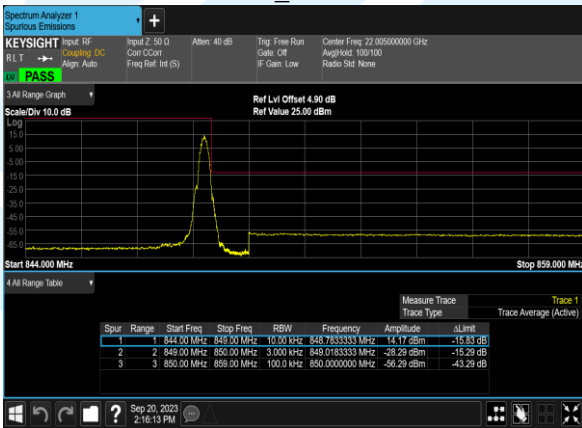 Spectrum Analyzer 1
Spurious Emissions
+
KEYSIGHT Input: RF Input Z: 50 Ω Atten: 40 dB Trig: Free Run Center Freq: 22.005000000 GHz
R L T Coupling: DC Corr CCorr Gate: Off Avg|Hold: 100/100
Align: Auto Freq Ref: Int (S) IF Gain: Low Radio Std: None
PASS
3 All Range Graph
Ref Lvl Offset 4.90 dB
Scale/Div 10.0 dB Ref Value 25.00 dBm
Log
15.0
5.00
-5.00
-15.0
-25.0
-35.0
-45.0
-55.0
-65.0
Start 844.000 MHz Stop 859.000 MHz
4 All Range Table
Measure Trace Trace 1
Trace Type Trace Average (Active)
Spur Range Start Freq Stop Freq RBW Frequency Amplitude ΔLimit
1 1 844.00 MHz 849.00 MHz 10.00 kHz 848.7833333 MHz 14.17 dBm -15.83 dB
2 2 849.00 MHz 850.00 MHz 3.000 kHz 849.0183333 MHz -28.29 dBm -15.29 dB
3 3 850.00 MHz 859.00 MHz 100.0 kHz 850.0000000 MHz -56.29 dBm -43.29 dB
? Sep 20, 2023
2:16:13 PM